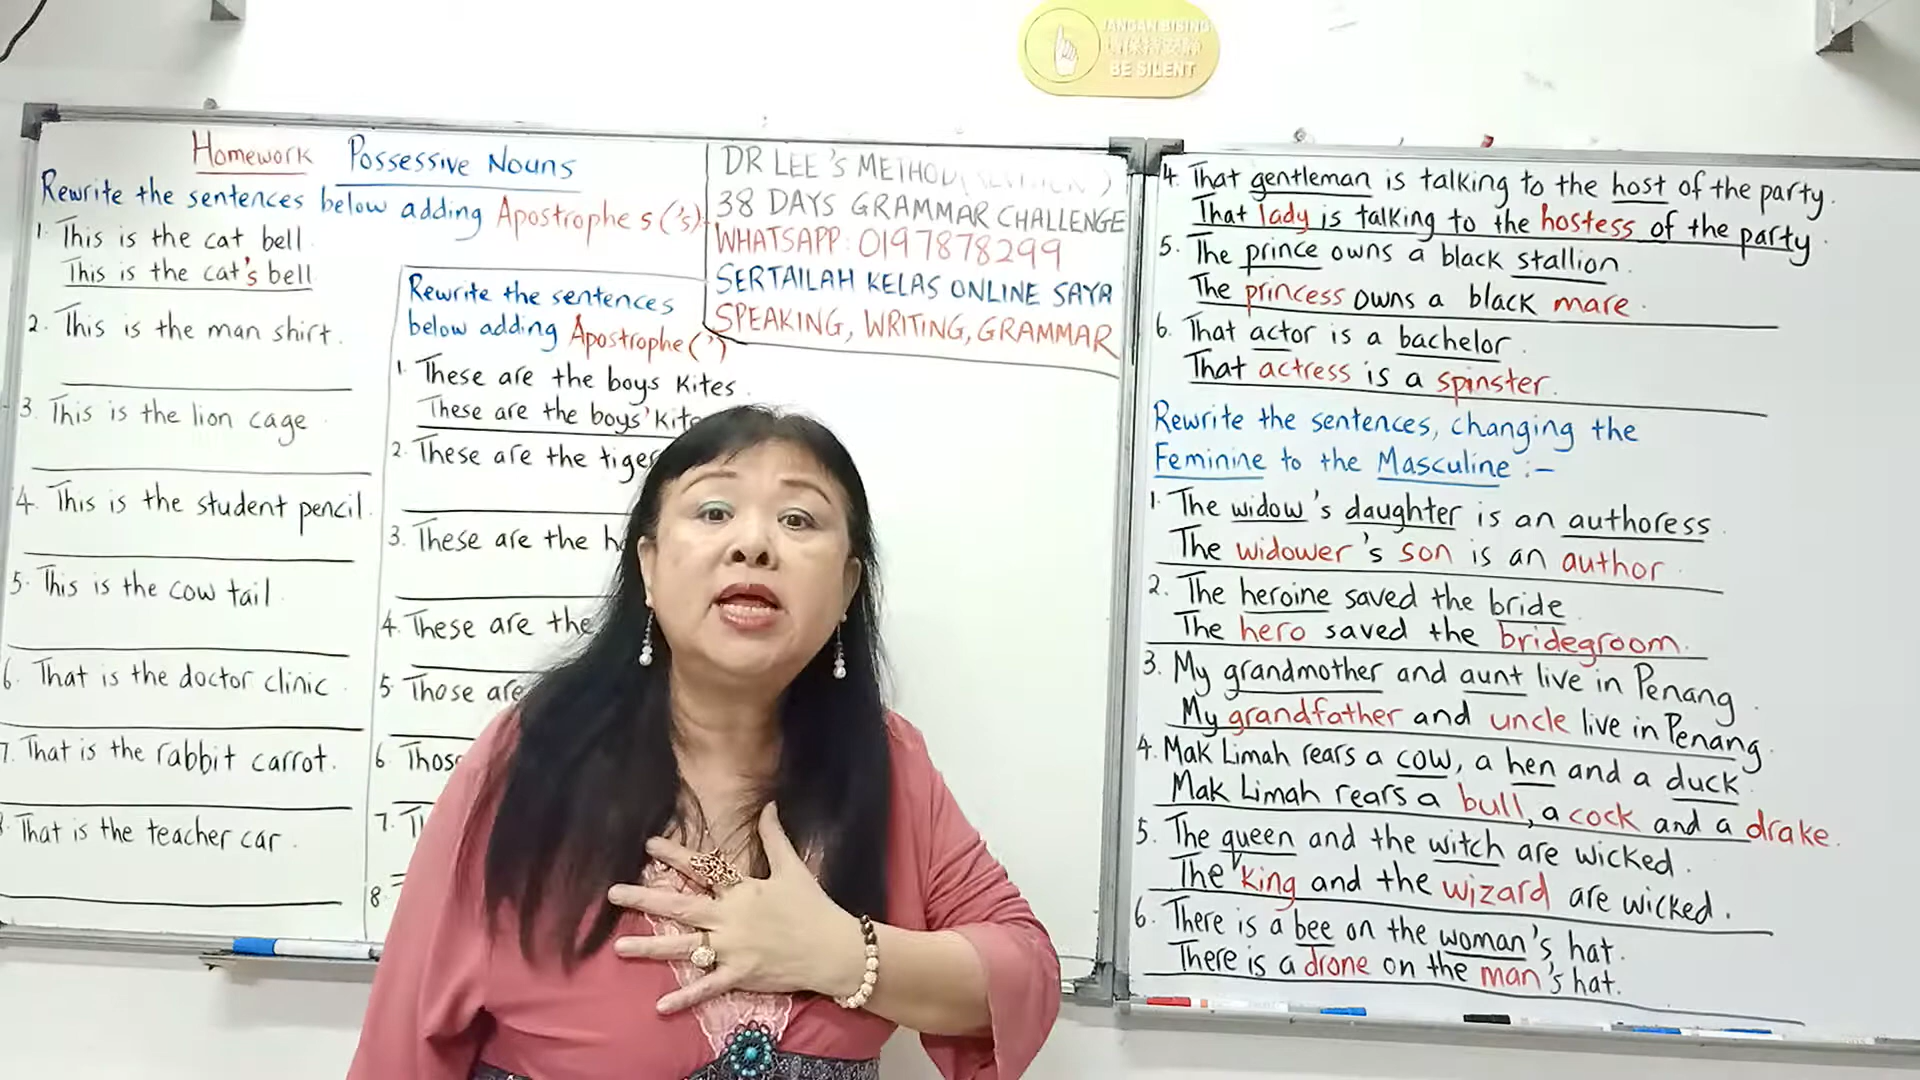 JANGAN BISING
请保持安静
BE SILENT
Homework Possessive Nouns
Rewrite the sentences below adding Apostrophe s ('s)
1. This is the cat bell.
This is the cat's bell.
2. This is the man shirt.
3. This is the lion cage.
4. This is the student pencil.
5. This is the cow tail.
6. That is the doctor clinic.
7. That is the rabbit carrot.
That is the teacher car.
Rewrite the sentences
below adding Apostrophe (')
1. These are the boys kites.
These are the boys'
2. These are the
3. These are the
4. These are the
5. Those are
6.
7.
8.
DR LEE'S METHOD
38 DAYS GRAMMAR CHALLENGE
WHATSAPP: 0197878299
SERTAILAH KELAS ONLINE SAYA
SPEAKING, WRITING, GRAMMAR
4. That gentleman is talking to the host of the party.
That lady is talking to the hostess of the party.
5. The prince owns a black stallion.
The princess owns a black mare.
6. That actor is a bachelor.
That actress is a spinster.
Rewrite the sentences, changing the
Feminine to the Masculine :-
1. The widow's daughter is an authoress.
The widower's son is an author.
2. The heroine saved the bride.
The hero saved the bridegroom.
3. My grandmother and aunt live in Penang.
My grandfather and uncle live in Penang.
4. Mak Limah rears a cow, a hen and a duck.
Mak Limah rears a bull, a cock and a drake.
5. The queen and the witch are wicked.
The king and the wizard are wicked.
6. There is a bee on the woman's hat.
There is a drone on the man's hat.